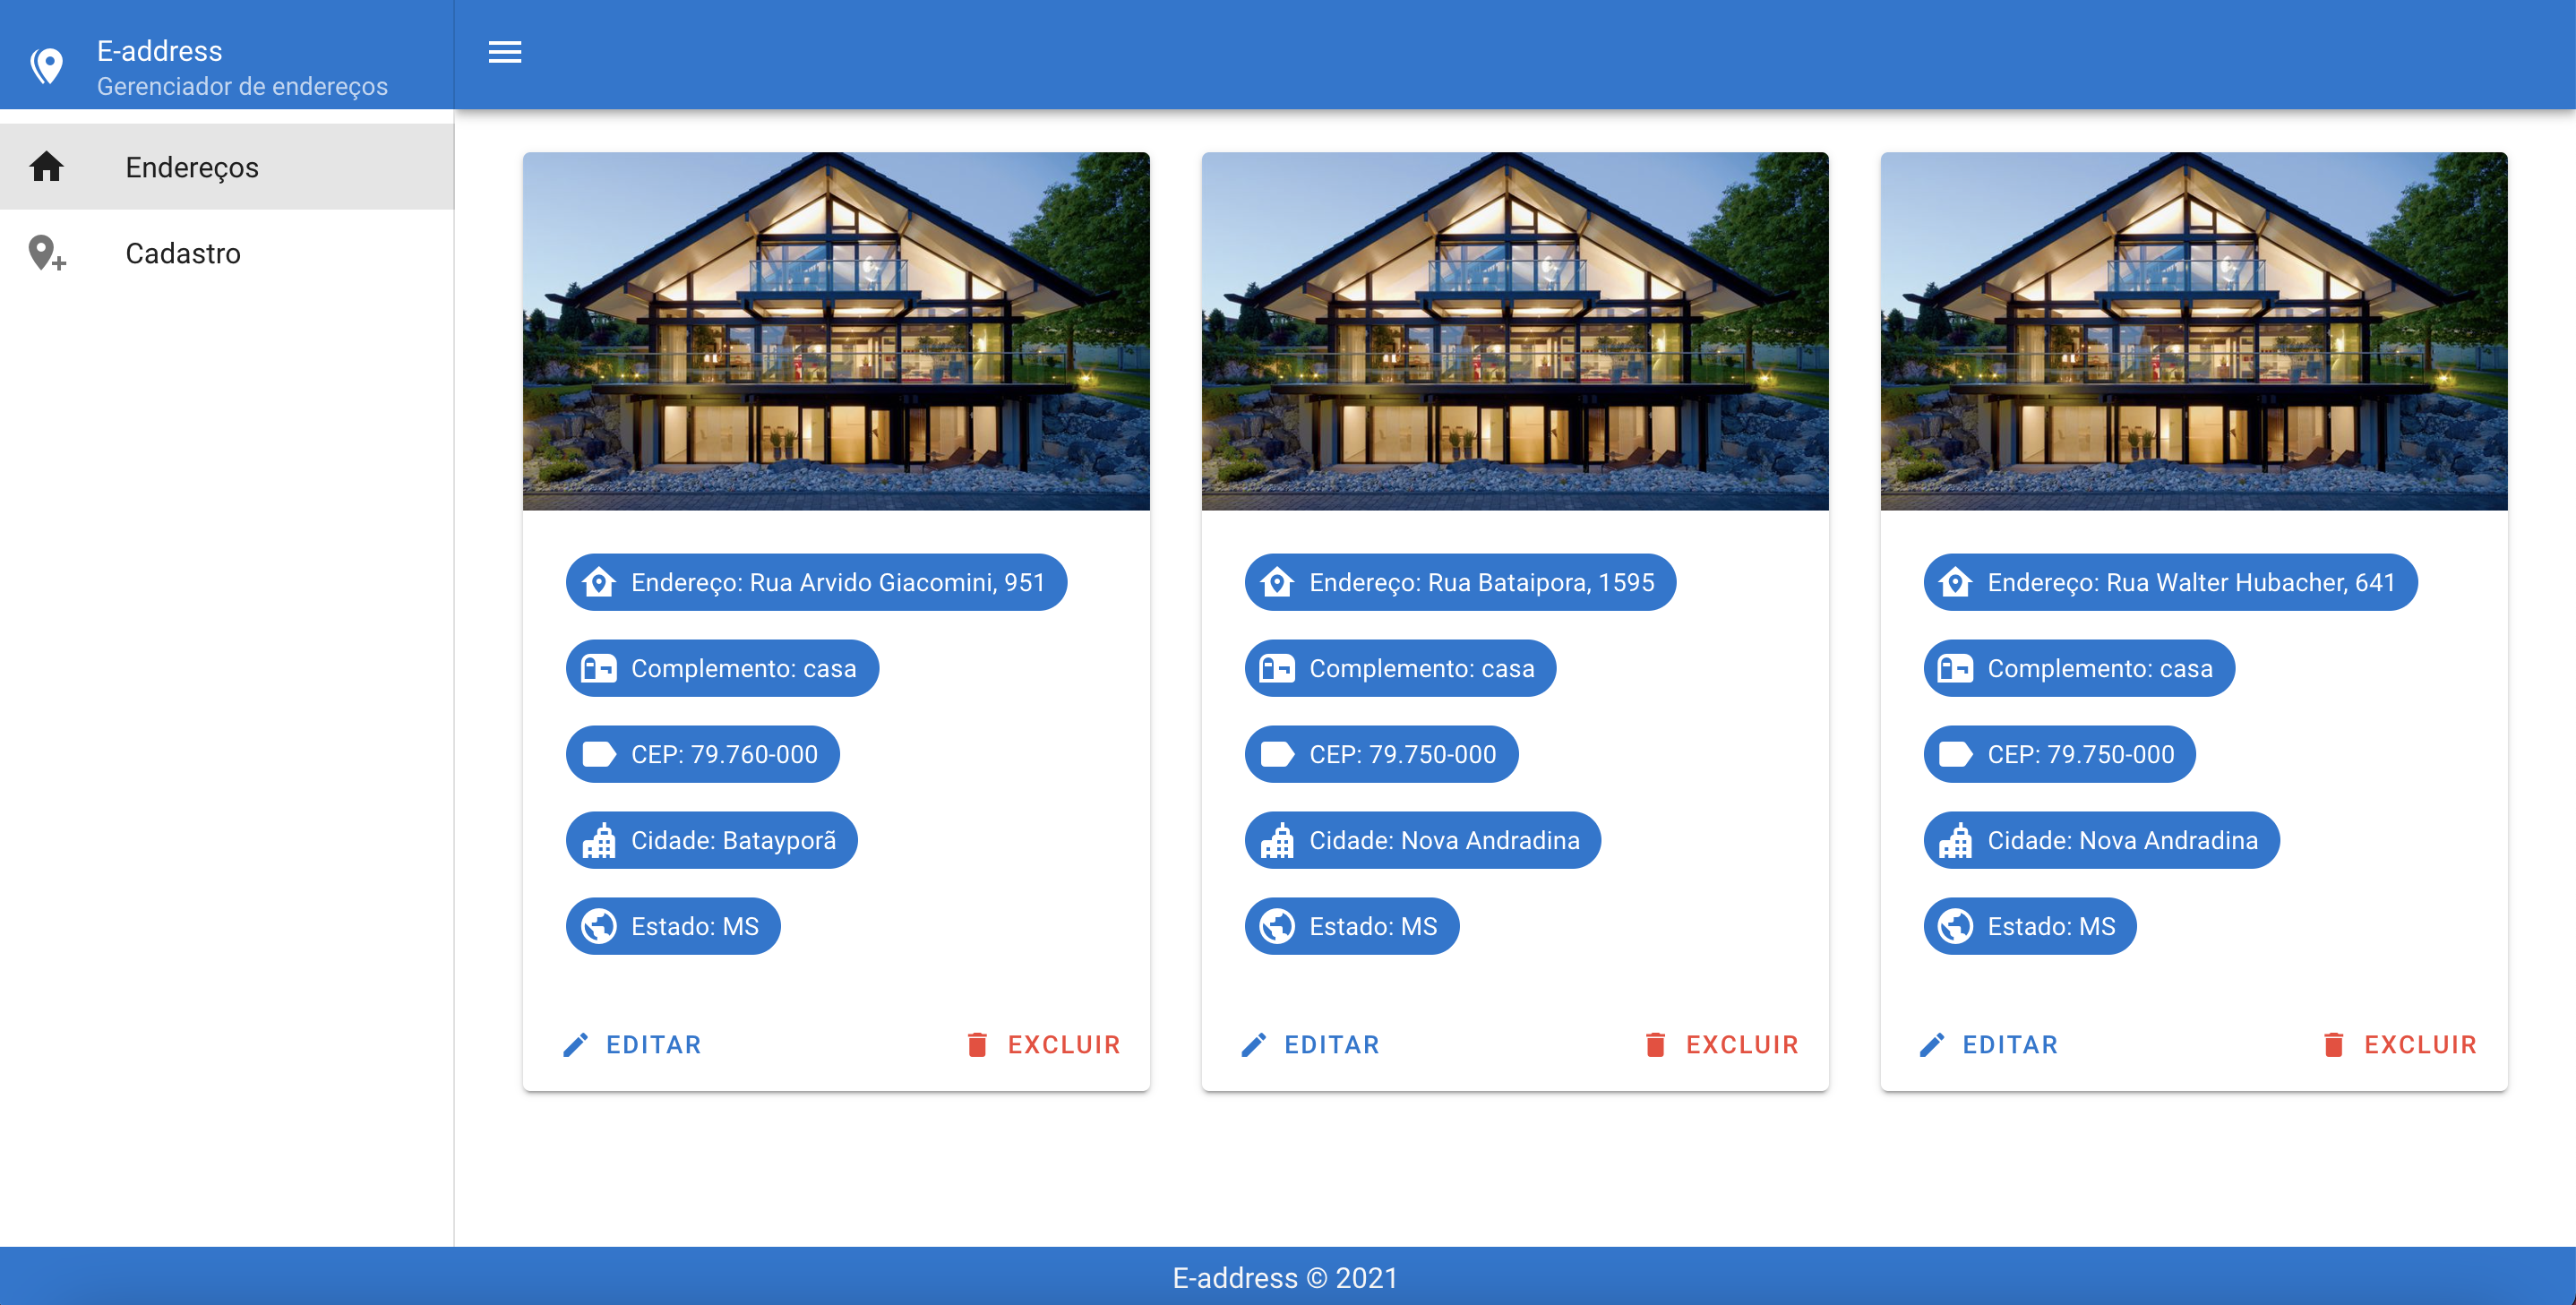 E-address
Gerenciador de endereços
Endereços
Cadastro
Endereço: Rua Arvido Giacomini, 951
Complemento: casa
CEP: 79.760-000
Cidade: Batayporã
Estado: MS
EDITAR
EXCLUIR
Endereço: Rua Bataipora, 1595
Complemento: casa
CEP: 79.750-000
Cidade: Nova Andradina
Estado: MS
EDITAR
EXCLUIR
Endereço: Rua Walter Hubacher, 641
Complemento: casa
CEP: 79.750-000
Cidade: Nova Andradina
Estado: MS
EDITAR
EXCLUIR
E-address © 2021